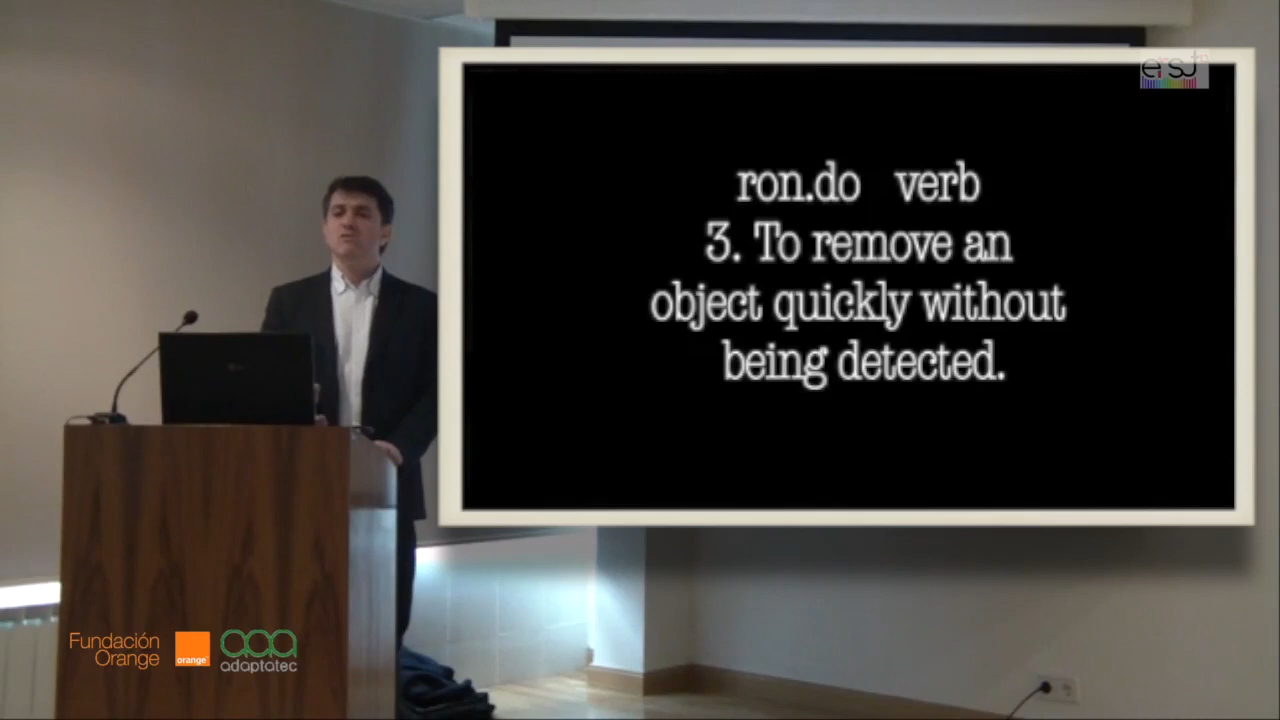 ron.do verb
3. To remove an
object quickly without
being detected.
Fundación
Orange
orange
adaptatec